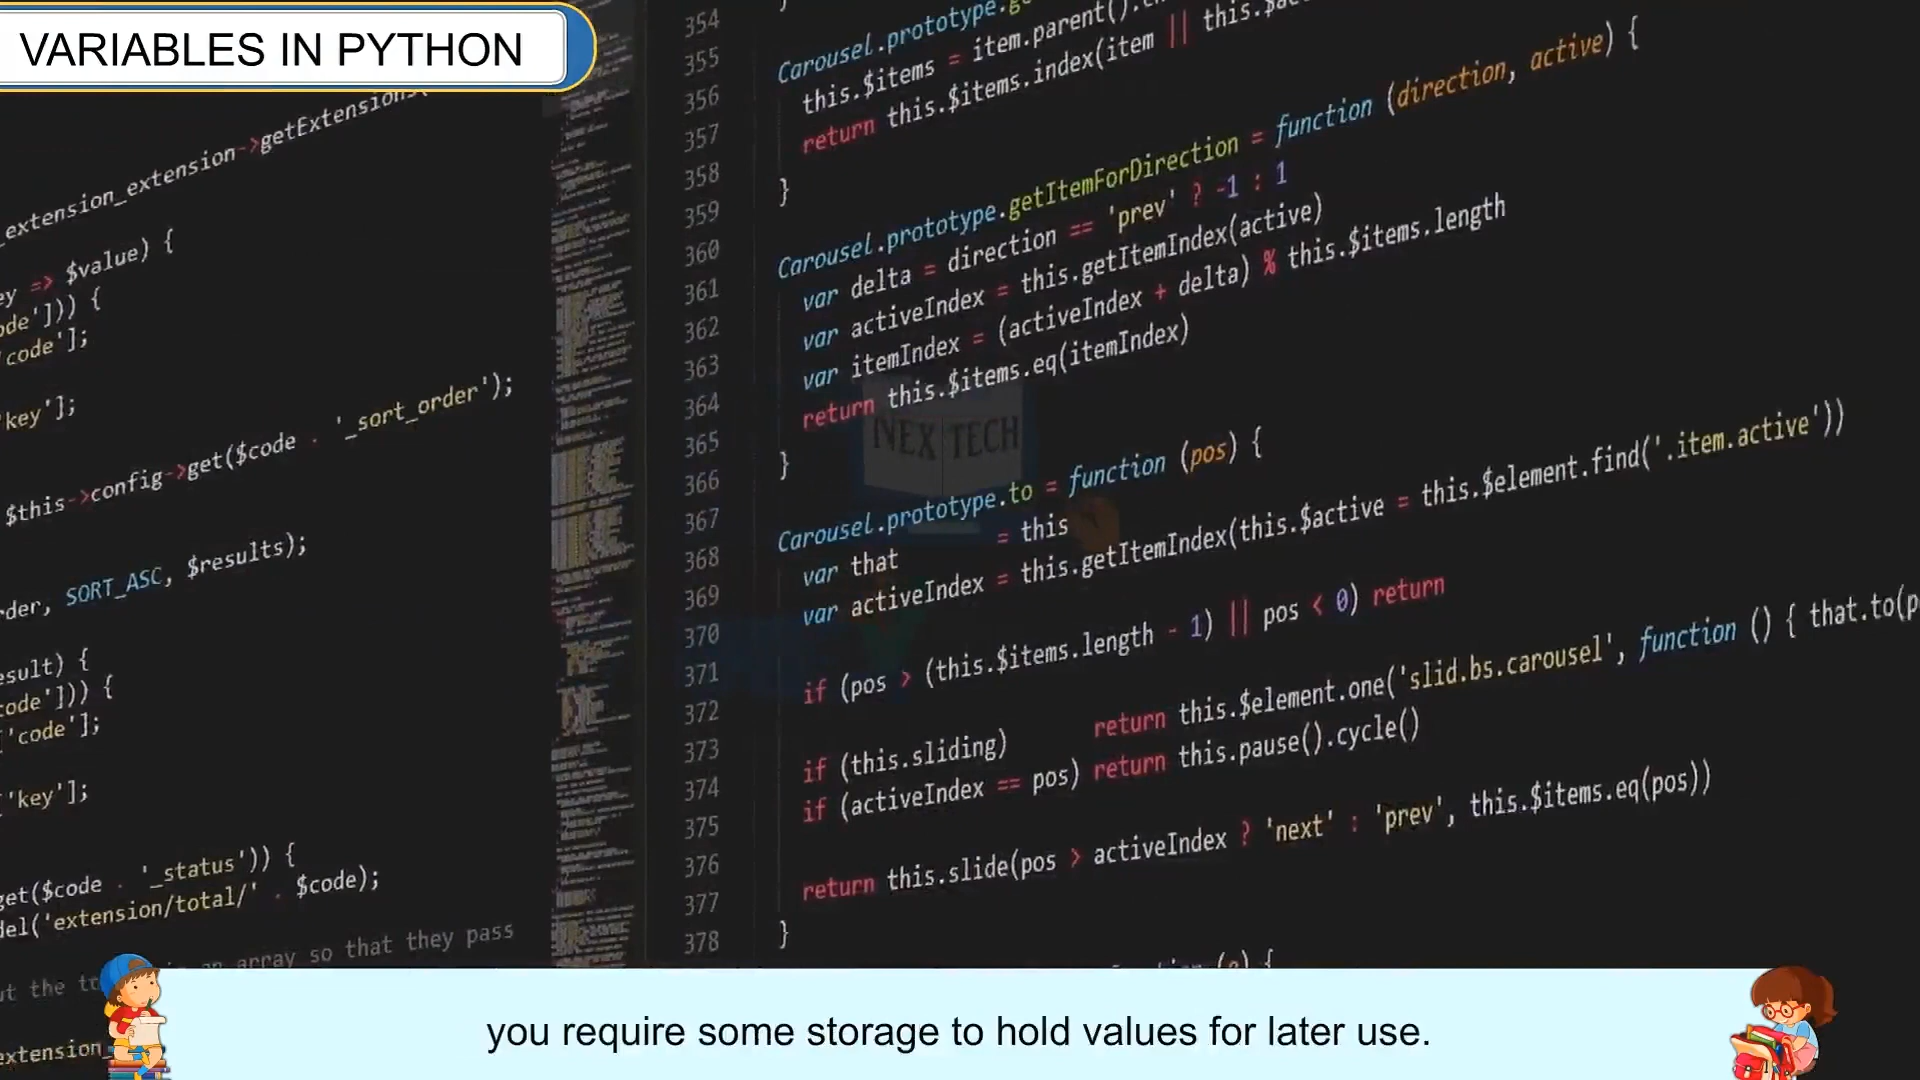 VARIABLES IN PYTHON
_extension_extension->getExtensions(
=> $value) {
'])) {
'code'];
'key'];
$this->config->get($code . '_sort_order');
SORT_ASC, $results);
) {
'])) {
'code'];
'key'];
get($code . '_status')) {
'extension/total/' . $code);
array so that they pass
354
355
356
357
358
359
360
361
362
363
364
365
366
367
368
369
370
371
372
373
374
375
376
377
378
Carousel.prototype.
this.$items = item.parent().
return this.$items.index(item || this.
}
Carousel.prototype.getItemForDirection = function (direction, active) {
var delta = direction == 'prev' ? -1 : 1
var activeIndex = this.getItemIndex(active)
var itemIndex = (activeIndex + delta) % this.$items.length
return this.$items.eq(itemIndex)
}
NEX TECH
Carousel.prototype.to = function (pos) {
var that = this
var activeIndex = this.getItemIndex(this.$active = this.$element.find('.item.active'))
if (pos > (this.$items.length - 1) || pos < 0) return
if (this.sliding) return this.$element.one('slid.bs.carousel', function () { that.to(p
if (activeIndex == pos) return this.pause().cycle()
return this.slide(pos > activeIndex ? 'next' : 'prev', this.$items.eq(pos))
}
you require some storage to hold values for later use.